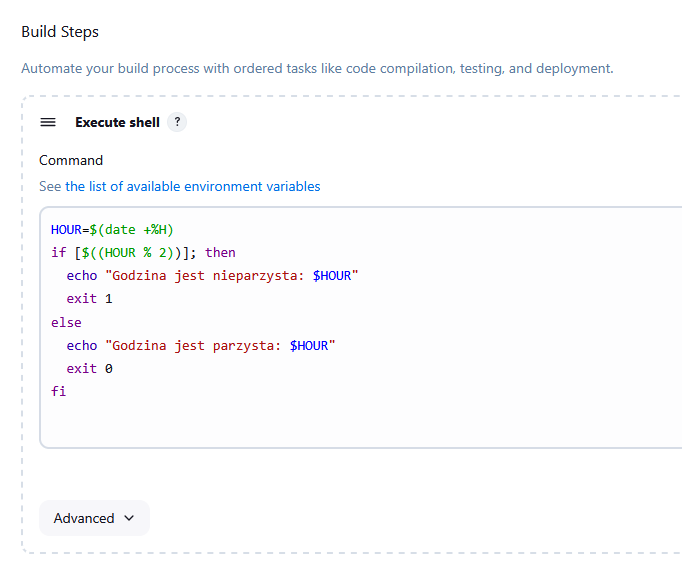 Build Steps
Automate your build process with ordered tasks like code compilation, testing, and deployment.
Execute shell ?
Command
See the list of available environment variables
HOUR=$(date +%H)
if [$((HOUR % 2))]; then
  echo "Godzina jest nieparzysta: $HOUR"
  exit 1
else
  echo "Godzina jest parzysta: $HOUR"
  exit 0
fi
Advanced